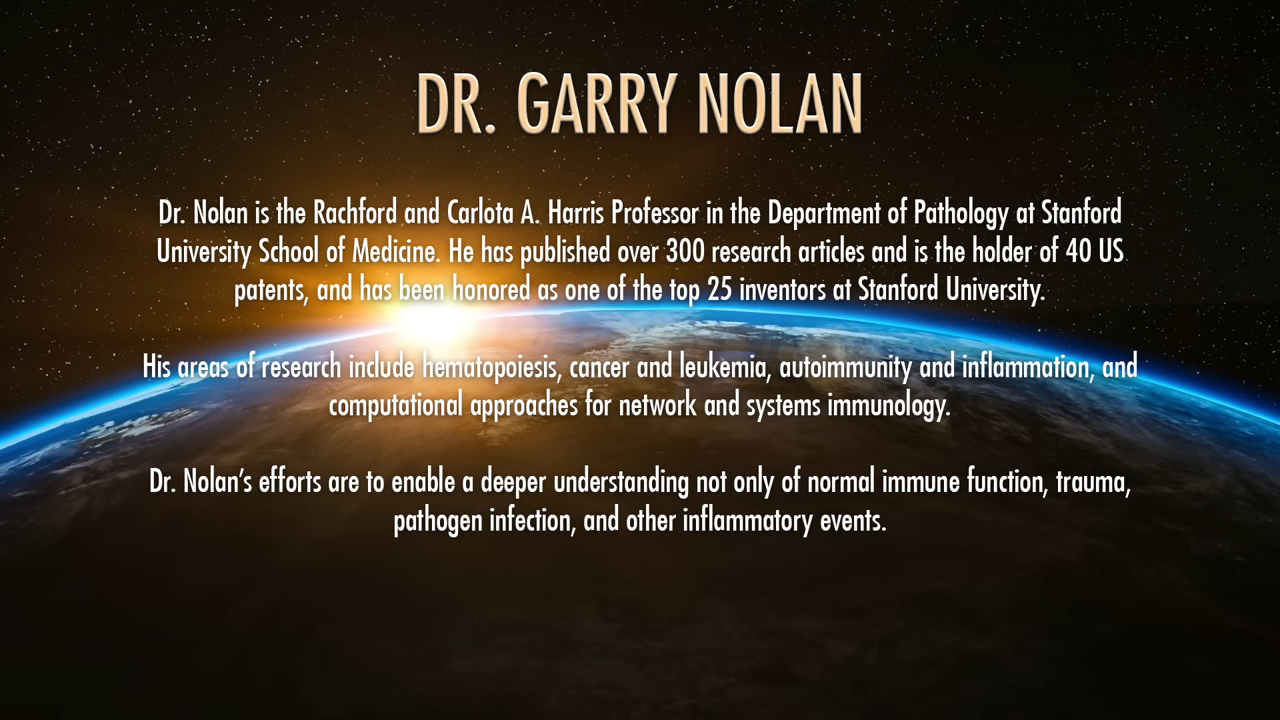 DR. GARRY NOLAN
Dr. Nolan is the Rachford and Carlota A. Harris Professor in the Department of Pathology at Stanford
University School of Medicine. He has published over 300 research articles and is the holder of 40 US
patents, and has been honored as one of the top 25 inventors at Stanford University.
His areas of research include hematopoiesis, cancer and leukemia, autoimmunity and inflammation, and
computational approaches for network and systems immunology.
Dr. Nolan’s efforts are to enable a deeper understanding not only of normal immune function, trauma,
pathogen infection, and other inflammatory events.